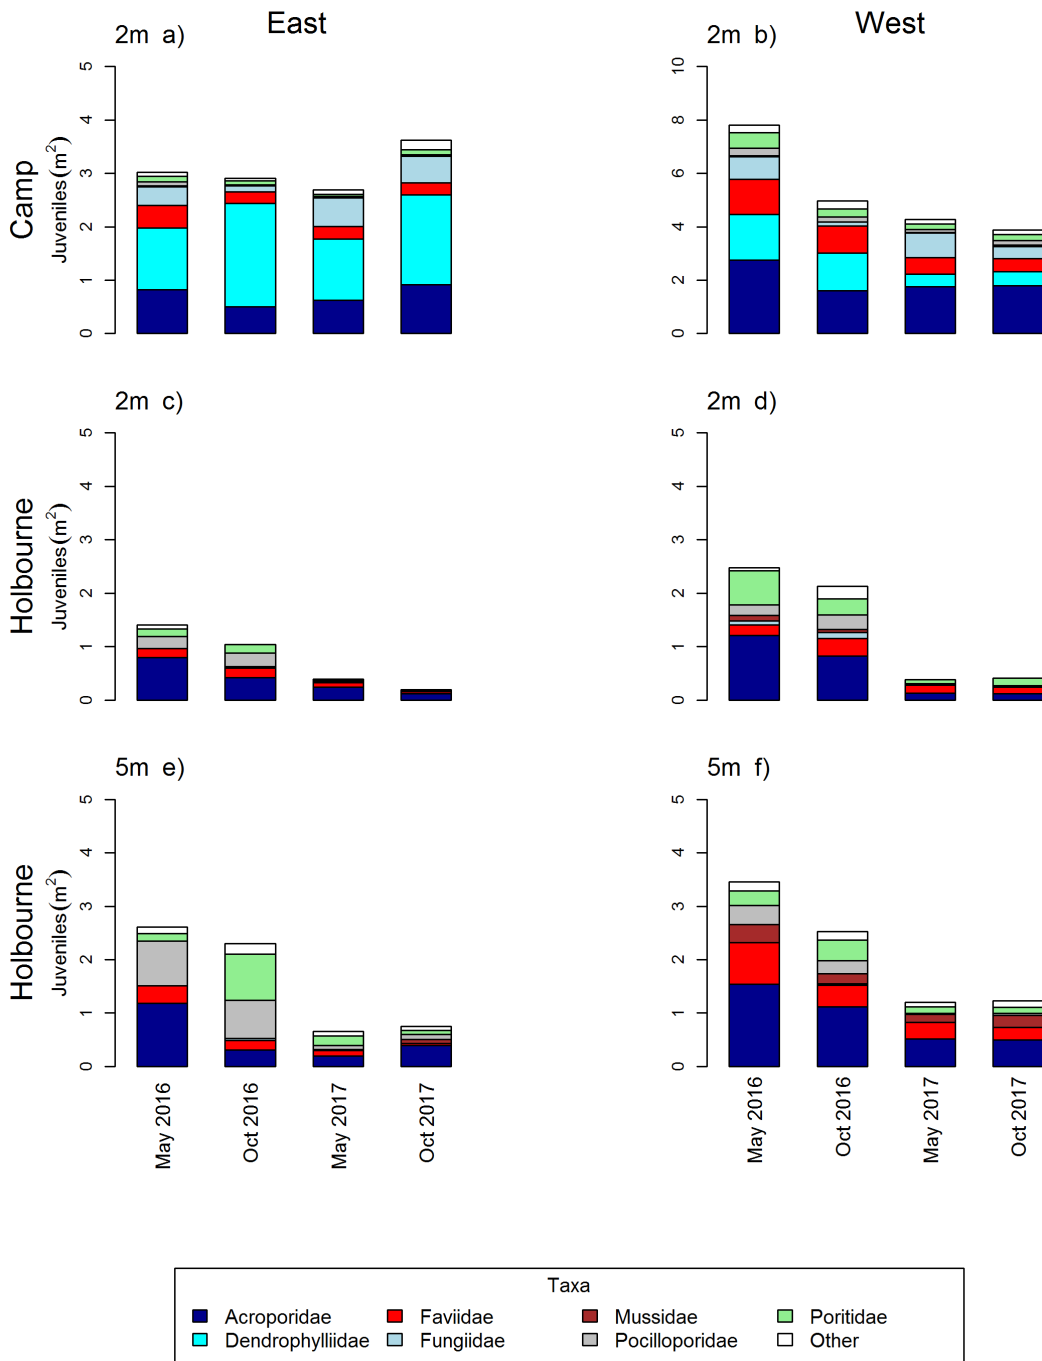 East West
2m a) 2m b)
Camp
Juveniles(m²)
0 1 2 3 4 5
0 2 4 6 8 10
2m c) 2m d)
Holbourne
Juveniles(m²)
0 1 2 3 4 5
0 1 2 3 4 5
5m e) 5m f)
Holbourne
Juveniles(m²)
0 1 2 3 4 5
0 1 2 3 4 5
May 2016 Oct 2016 May 2017 Oct 2017
May 2016 Oct 2016 May 2017 Oct 2017
Taxa
Acroporidae Faviidae Mussidae Poritidae
Dendrophylliidae Fungiidae Pocilloporidae Other